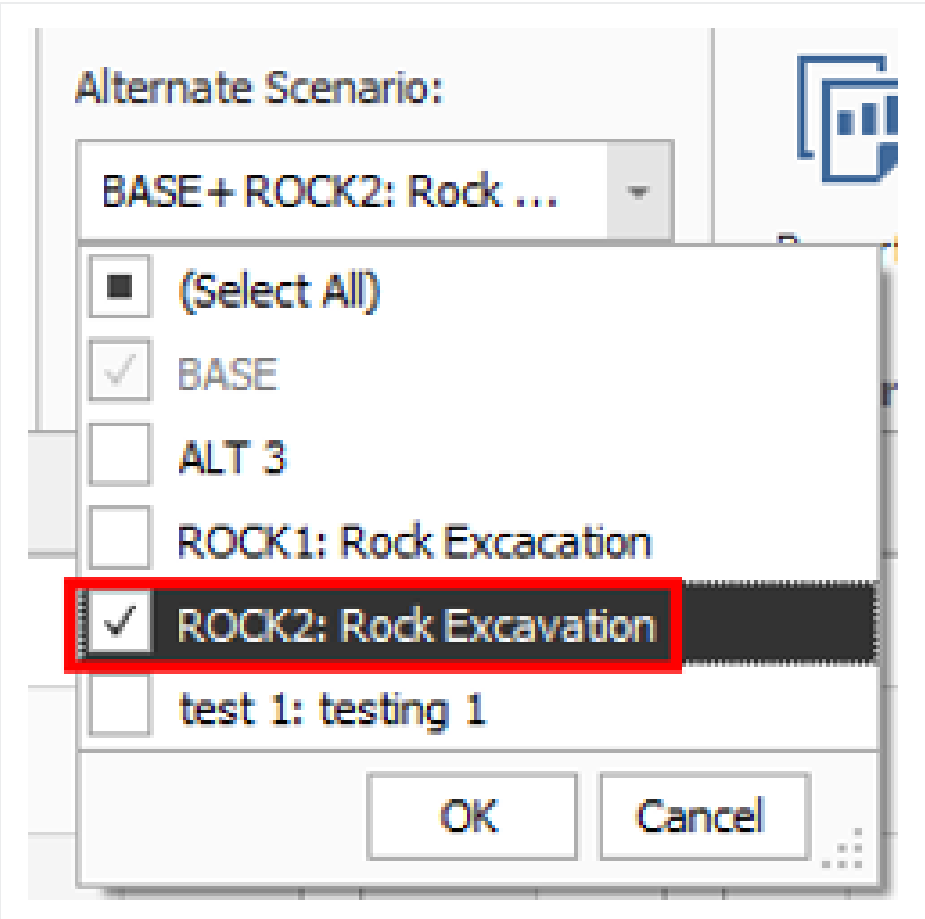 Alternate Scenario:
BASE+ROCK2: Rock ...
(Select All)
BASE
ALT 3
ROCK1: Rock Excacation
ROCK2: Rock Excavation
test 1: testing 1
OK Cancel